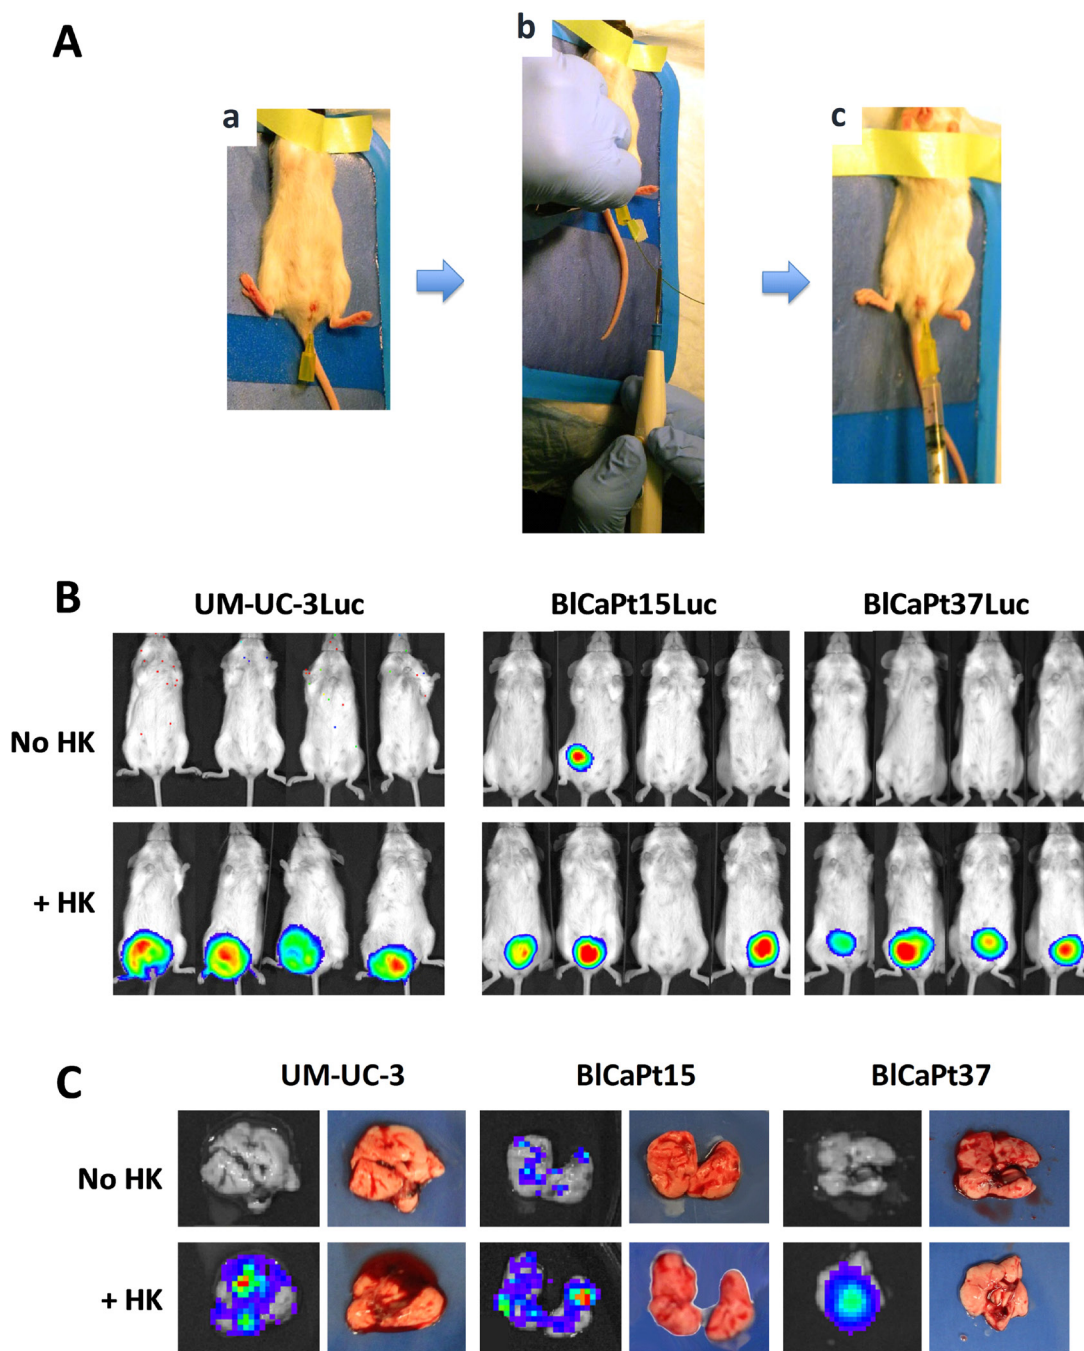 A
a
b
c
B
UM-UC-3Luc
BlCaPt15Luc
BlCaPt37Luc
No HK
+ HK
C
UM-UC-3
BlCaPt15
BlCaPt37
No HK
+ HK